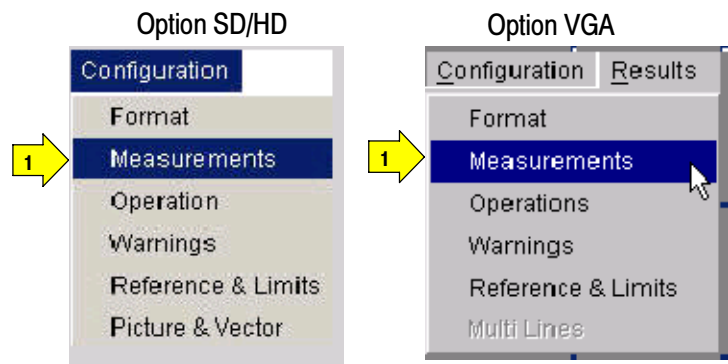 Option SD/HD
Configuration
Format
1
Measurements
Operation
Warnings
Reference & Limits
Picture & Vector
Option VGA
Configuration Results
Format
1
Measurements
Operations
Warnings
Reference & Limits
Multi Lines